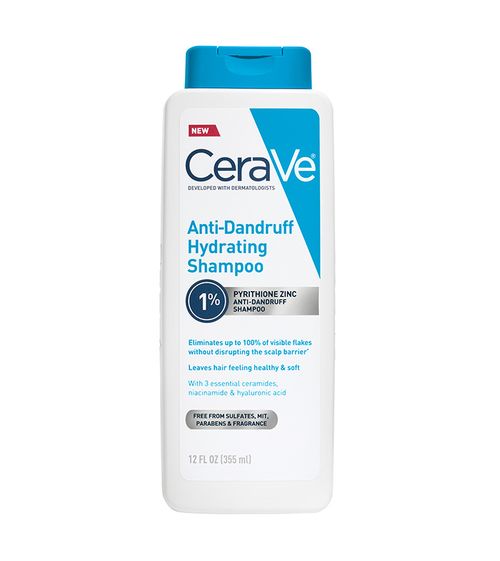 NEW
CeraVe®
DEVELOPED WITH DERMATOLOGISTS
Anti-Dandruff
Hydrating
Shampoo
1%
PYRITHIONE ZINC
ANTI-DANDRUFF
SHAMPOO
Eliminates up to 100% of visible flakes
without disrupting the scalp barrier*
Leaves hair feeling healthy & soft
With 3 essential ceramides,
niacinamide & hyaluronic acid
FREE FROM SULFATES, MIT,
PARABENS & FRAGRANCE
12 FL OZ (355 ml)